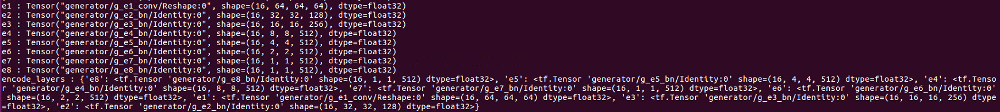 e1 : Tensor("generator/g_e1_conv/Reshape:0", shape=(16, 64, 64, 64), dtype=float32)
e2 : Tensor("generator/g_e2_bn/Identity:0", shape=(16, 32, 32, 128), dtype=float32)
e3 : Tensor("generator/g_e3_bn/Identity:0", shape=(16, 16, 16, 256), dtype=float32)
e4 : Tensor("generator/g_e4_bn/Identity:0", shape=(16, 8, 8, 512), dtype=float32)
e5 : Tensor("generator/g_e5_bn/Identity:0", shape=(16, 4, 4, 512), dtype=float32)
e6 : Tensor("generator/g_e6_bn/Identity:0", shape=(16, 2, 2, 512), dtype=float32)
e7 : Tensor("generator/g_e7_bn/Identity:0", shape=(16, 1, 1, 512), dtype=float32)
e8 : Tensor("generator/g_e8_bn/Identity:0", shape=(16, 1, 1, 512), dtype=float32)
encode_layers : {'e8': <tf.Tensor 'generator/g_e8_bn/Identity:0' shape=(16, 1, 1, 512) dtype=float32>, 'e5': <tf.Tensor 'generator/g_e5_bn/Identity:0' shape=(16, 4, 4, 512) dtype=float32>, 'e4': <tf.Tenso
r 'generator/g_e4_bn/Identity:0' shape=(16, 8, 8, 512) dtype=float32>, 'e7': <tf.Tensor 'generator/g_e7_bn/Identity:0' shape=(16, 1, 1, 512) dtype=float32>, 'e6': <tf.Tensor 'generator/g_e6_bn/Identity:0'
 shape=(16, 2, 2, 512) dtype=float32>, 'e1': <tf.Tensor 'generator/g_e1_conv/Reshape:0' shape=(16, 64, 64, 64) dtype=float32>, 'e3': <tf.Tensor 'generator/g_e3_bn/Identity:0' shape=(16, 16, 16, 256) dtype
=float32>, 'e2': <tf.Tensor 'generator/g_e2_bn/Identity:0' shape=(16, 32, 32, 128) dtype=float32>}